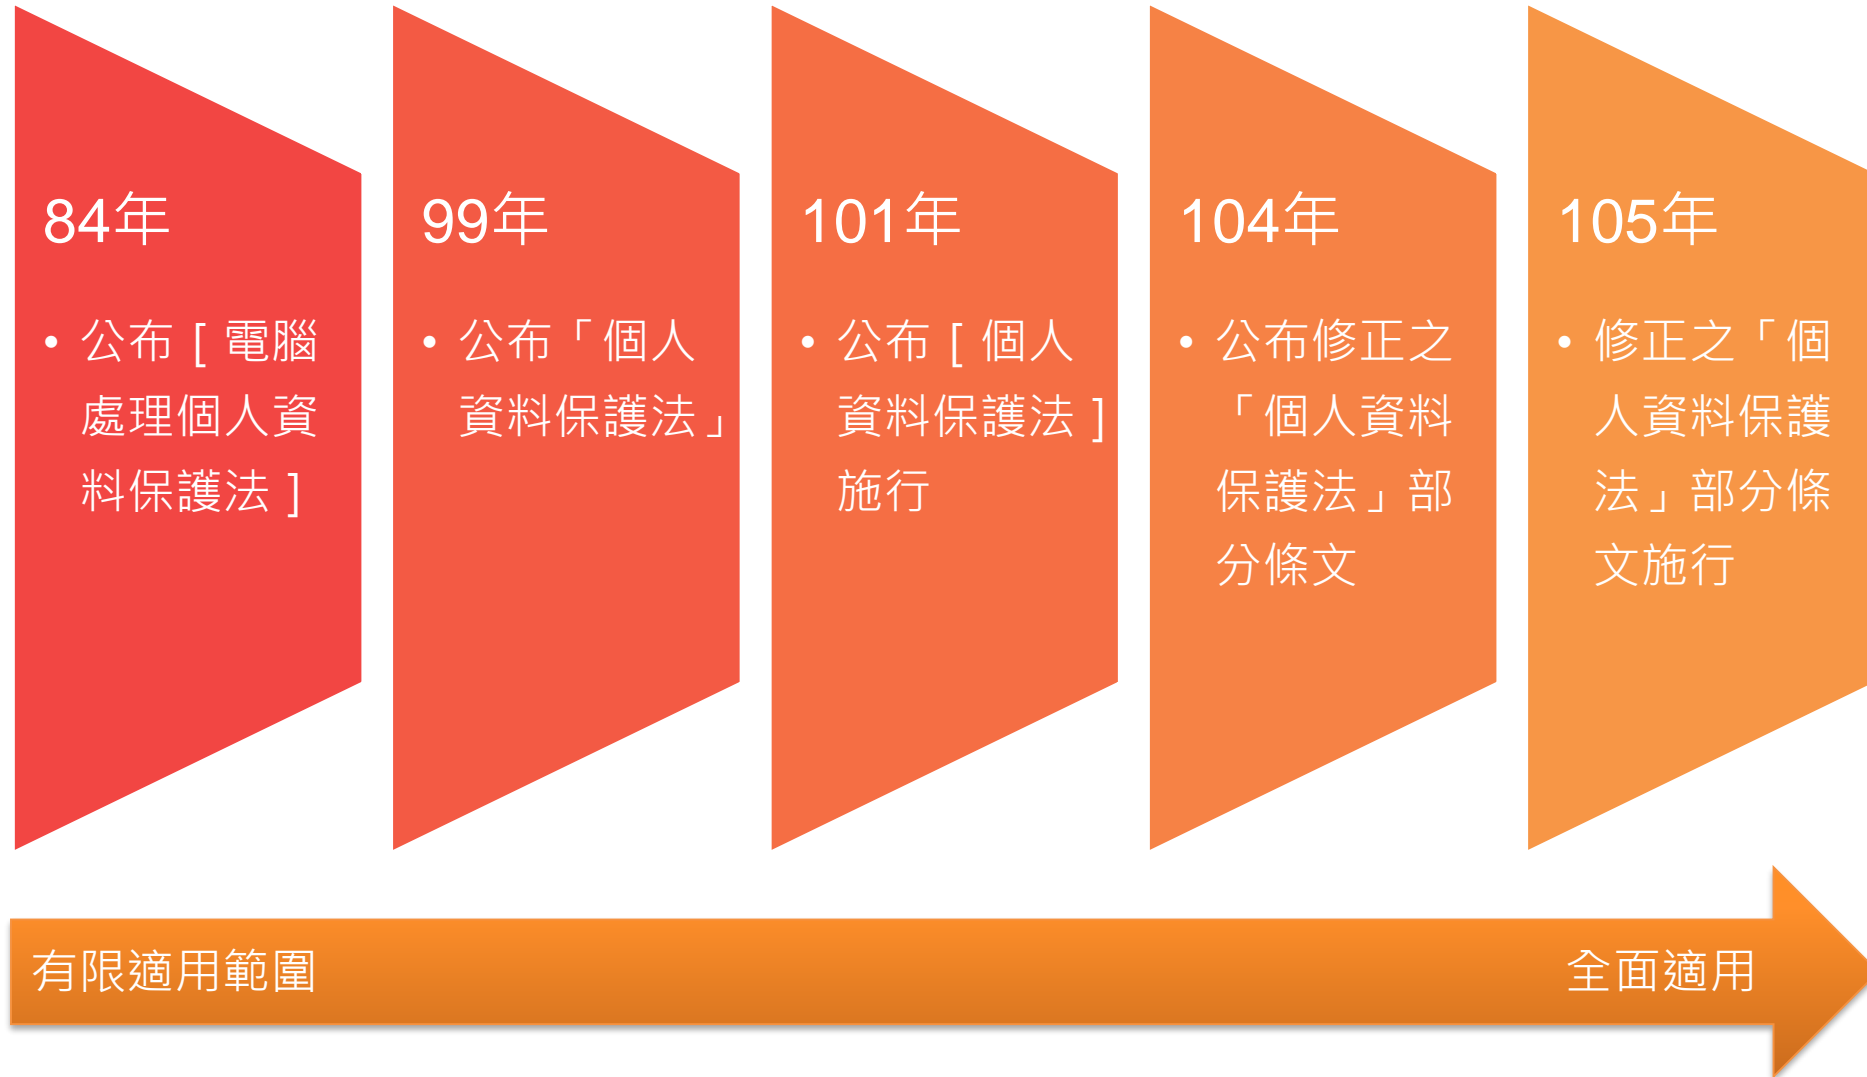 84年
• 公布［電腦
處理個人資
料保護法］
99年
• 公布「個人
資料保護法」
101年
• 公布［個人
資料保護法］
施行
104年
• 公布修正之
「個人資料
保護法」部
分條文
105年
• 修正之「個
人資料保護
法」部分條
文施行
有限適用範圍
全面適用